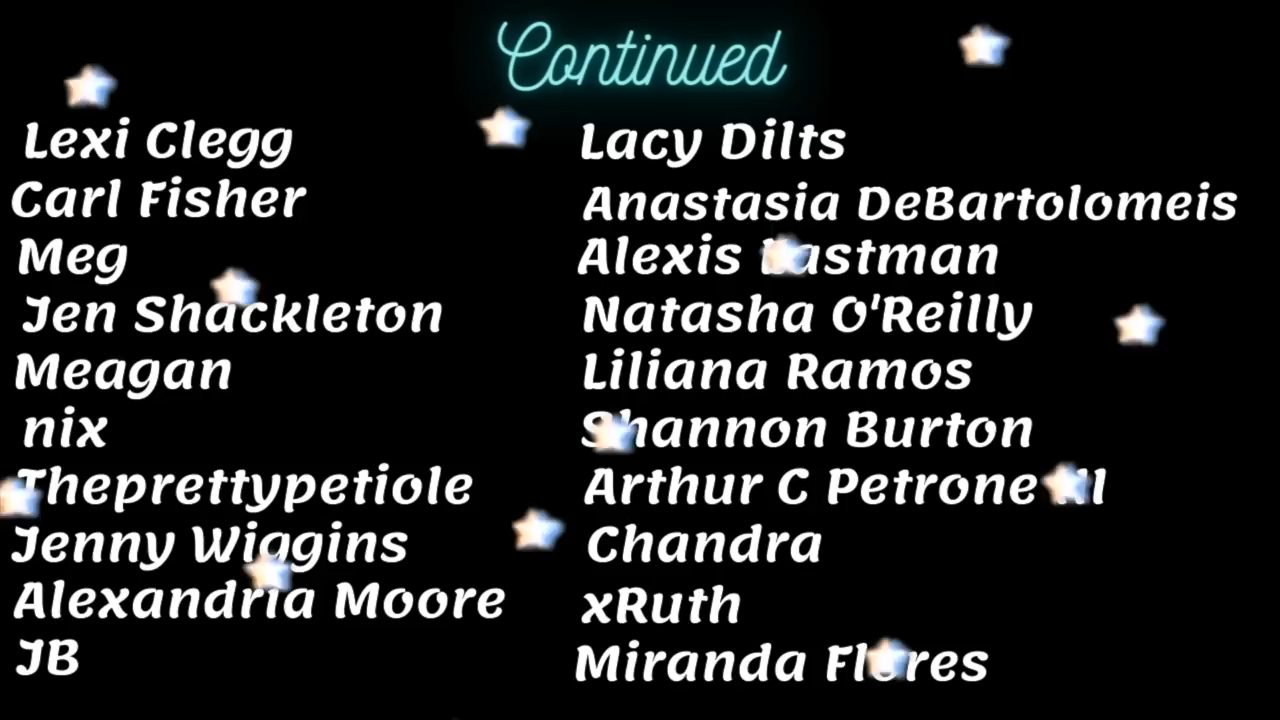 Continued
Lexi Clegg
Carl Fisher
Meg
Jen Shackleton
Meagan
nix
Theprettypetiole
Jenny Wiggins
Alexandria Moore
JB
Lacy Dilts
Anastasia DeBartolomeis
Alexis Eastman
Natasha O'Reilly
Liliana Ramos
Shannon Burton
Arthur C Petrone
Chandra
xRuth
Miranda Flores